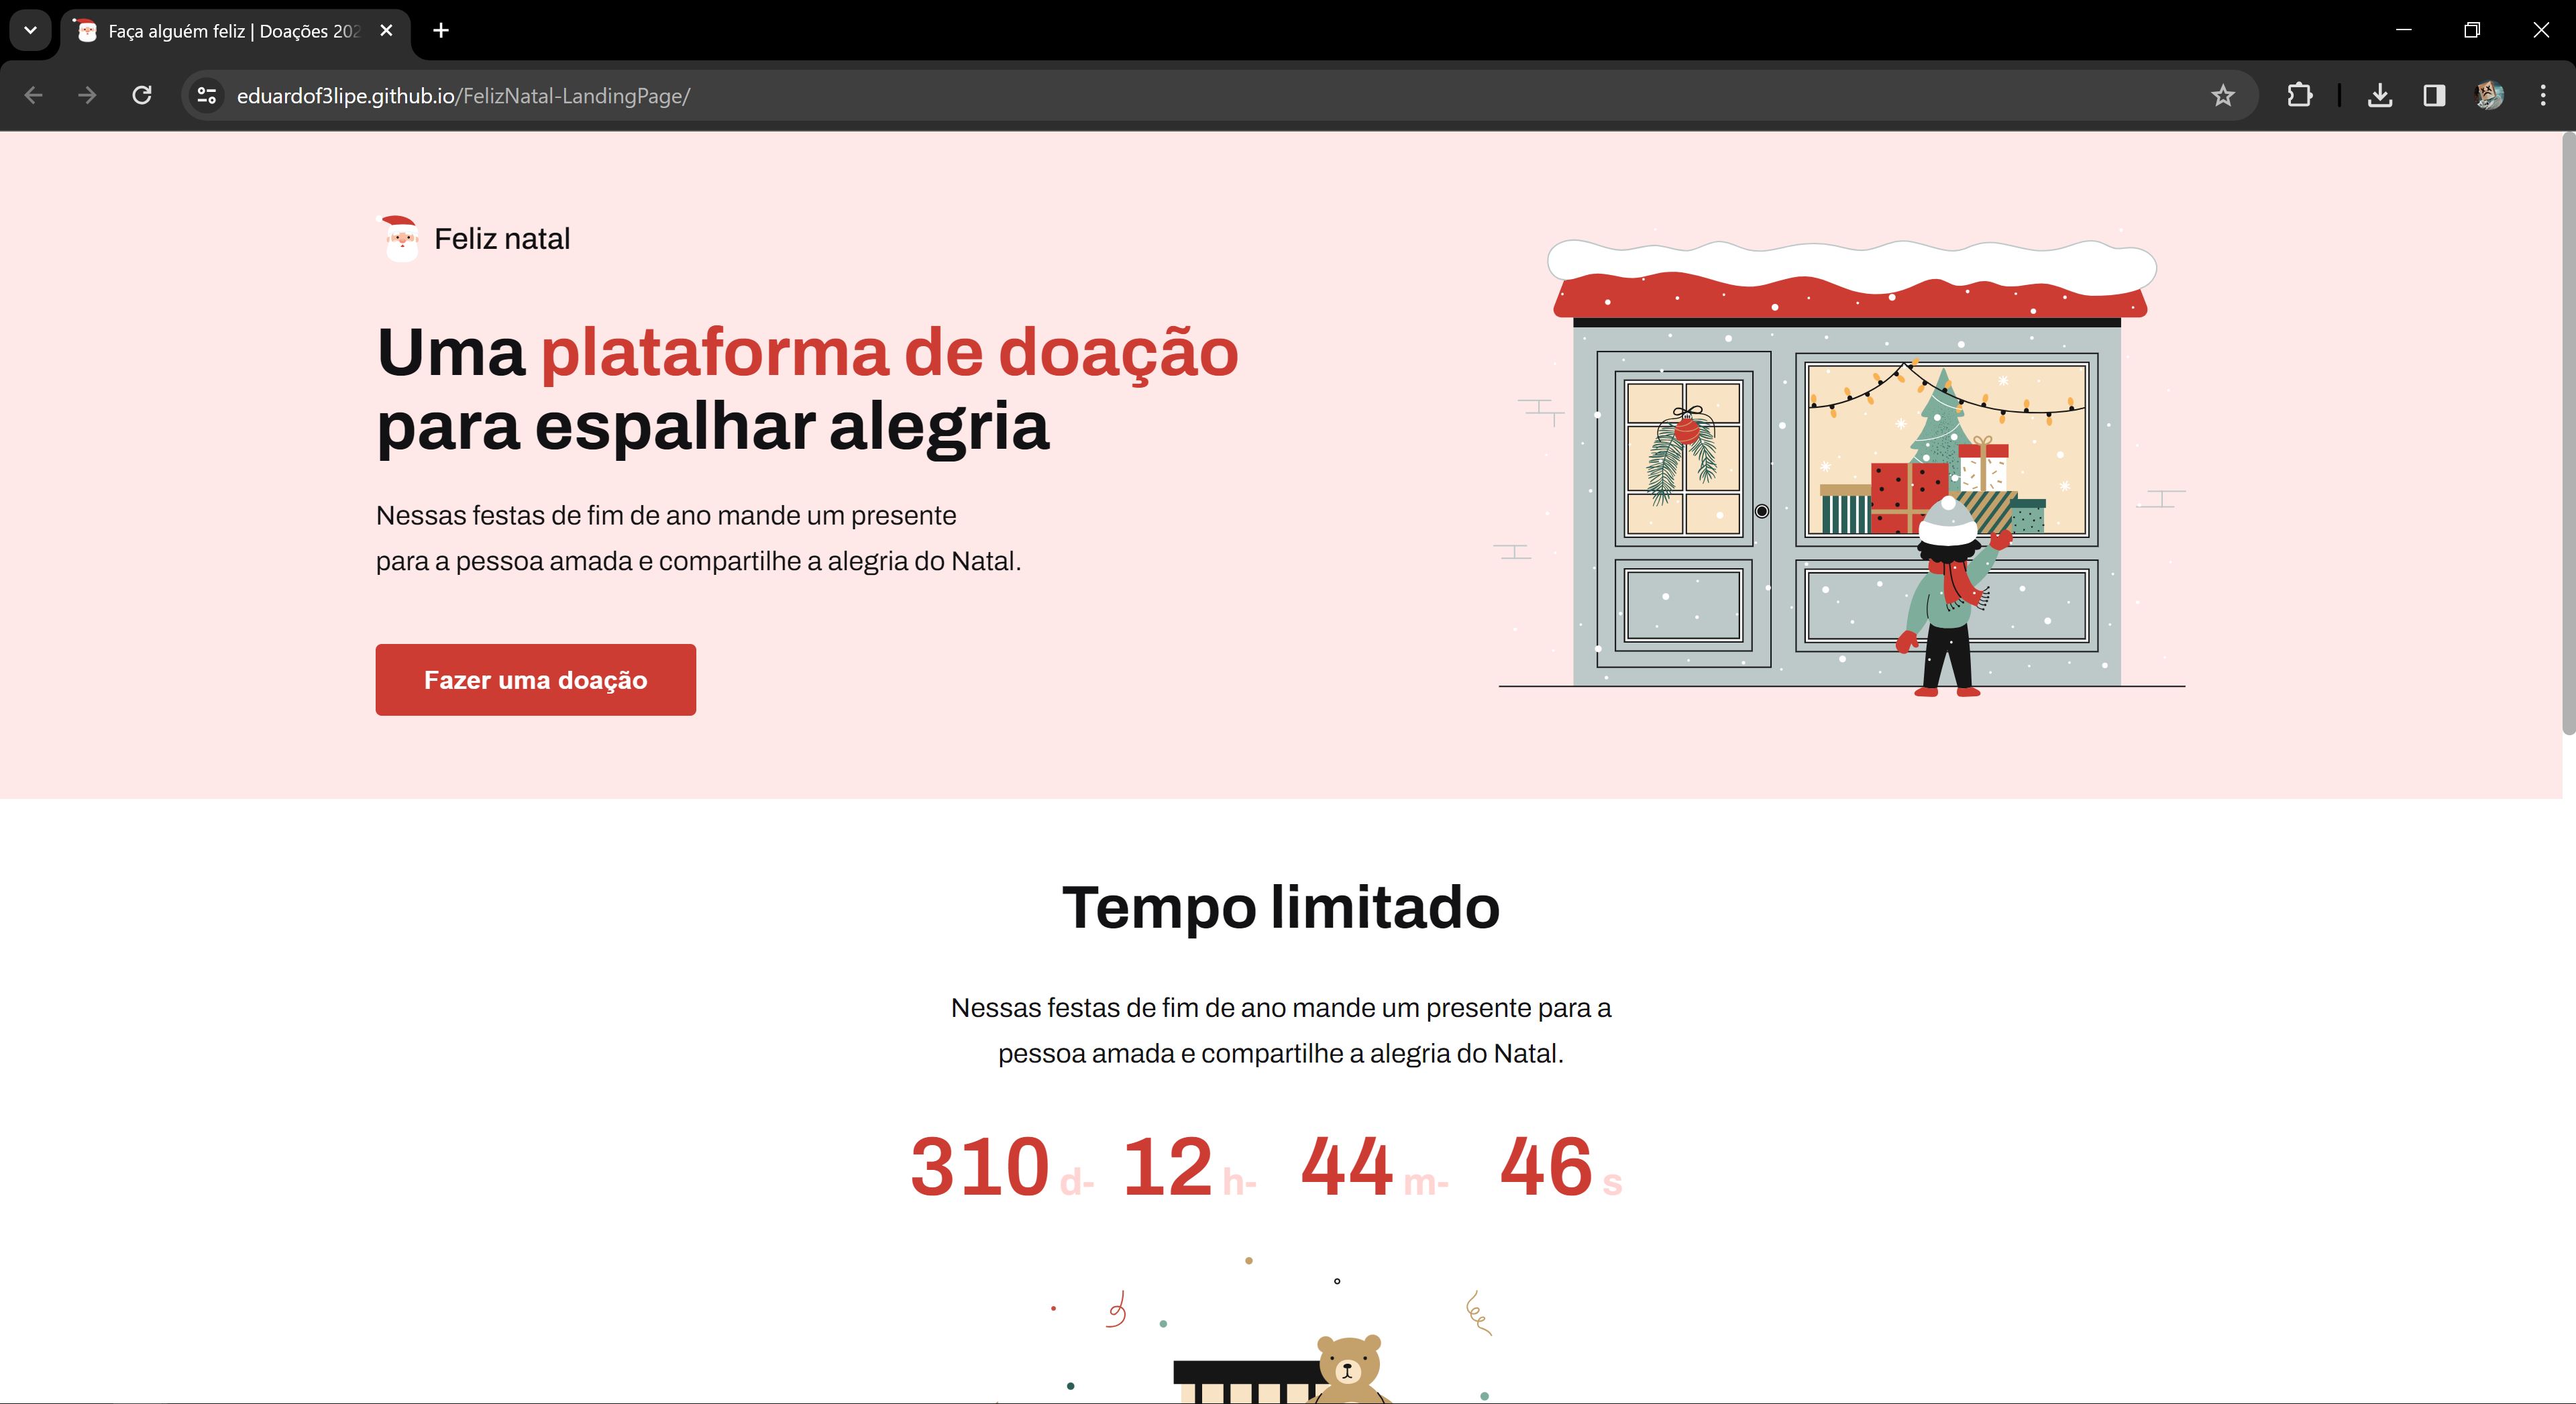 Faça alguém feliz | Doações 202
eduardof3lipe.github.io/FelizNatal-LandingPage/
Feliz natal
Uma plataforma de doação
para espalhar alegria
Nessas festas de fim de ano mande um presente
para a pessoa amada e compartilhe a alegria do Natal.
Fazer uma doação
Tempo limitado
Nessas festas de fim de ano mande um presente para a
pessoa amada e compartilhe a alegria do Natal.
310 d- 12 h- 44 m- 46 s